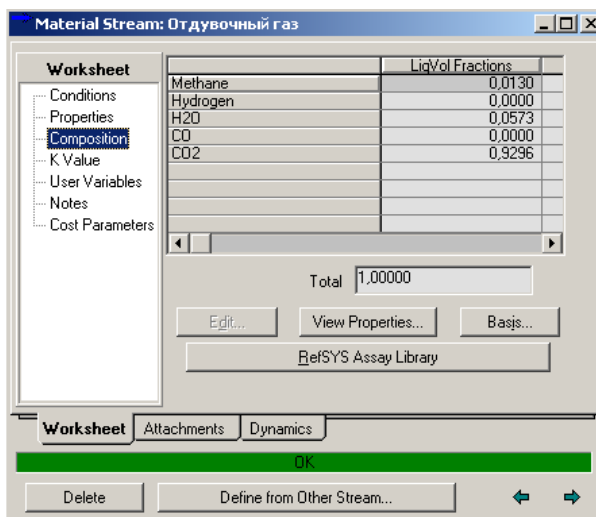 Material Stream: Отдувочный газ
Worksheet
Conditions
Properties
Composition
K Value
User Variables
Notes
Cost Parameters
LiqVol Fractions
Methane 0,0130
Hydrogen 0,0000
H2O 0,0573
CO 0,0000
CO2 0,9296
Total 1,00000
Edit...
View Properties...
Basis...
RefSYS Assay Library
Worksheet Attachments Dynamics
OK
Delete
Define from Other Stream...